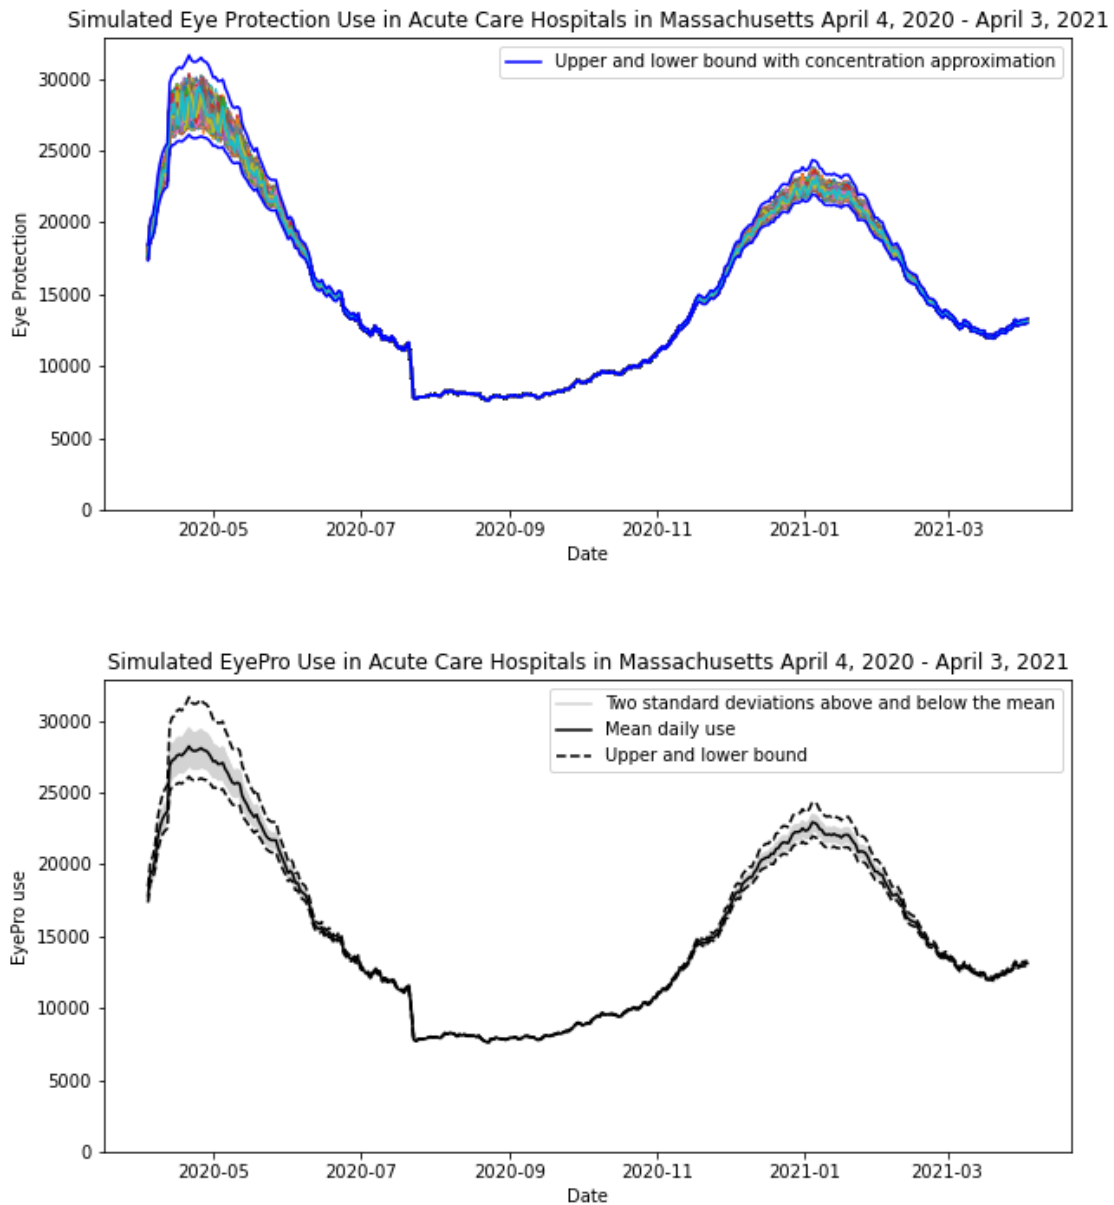 Simulated Eye Protection Use in Acute Care Hospitals in Massachusetts April 4, 2020 - April 3, 2021
Upper and lower bound with concentration approximation
30000
25000
20000
15000
10000
5000
0
Eye Protection
2020-05 2020-07 2020-09 2020-11 2021-01 2021-03
Date
Simulated EyePro Use in Acute Care Hospitals in Massachusetts April 4, 2020 - April 3, 2021
Two standard deviations above and below the mean
Mean daily use
Upper and lower bound
30000
25000
20000
15000
10000
5000
0
EyePro use
2020-05 2020-07 2020-09 2020-11 2021-01 2021-03
Date